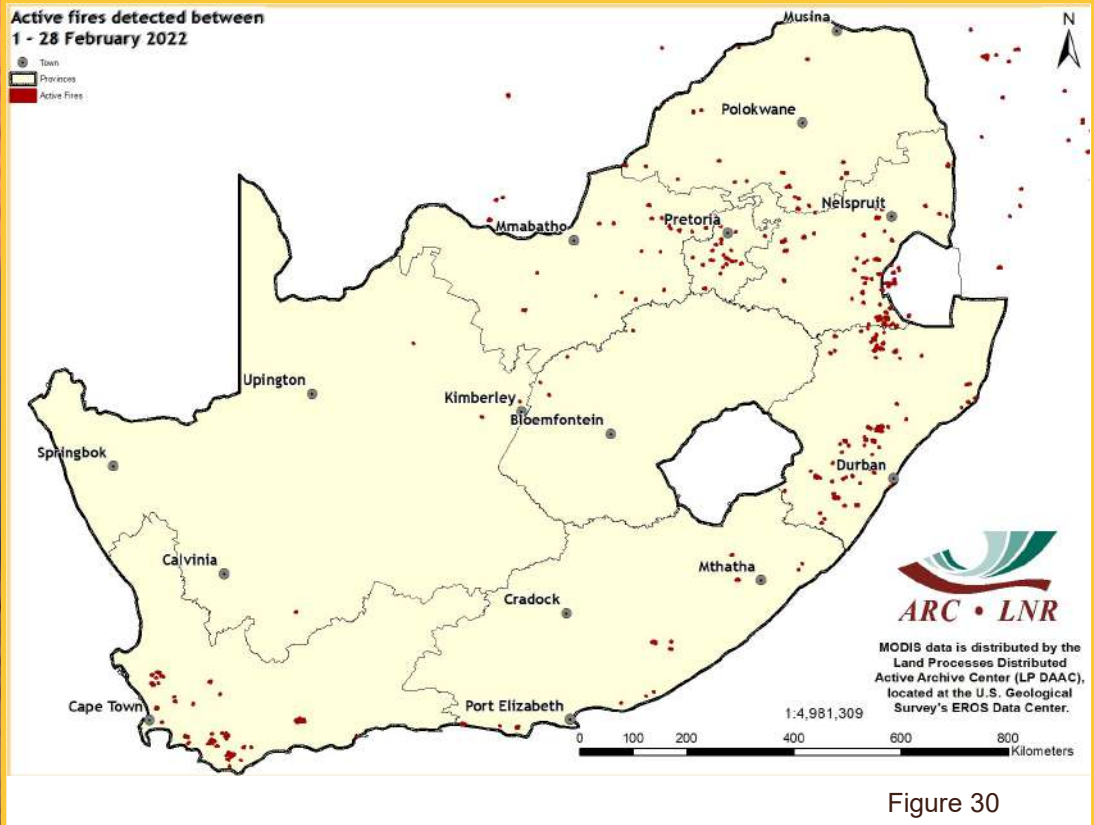 Active fires detected between
1 - 28 February 2022
Town
Provinces
Active Fires
N
Musina
Polokwane
Nelspruit
Pretoria
Mmabatho
Upington
Kimberley
Bloemfontein
Springbok
Durban
Calvinia
Mthatha
Cradock
Cape Town
Port Elizabeth
ARC • LNR
MODIS data is distributed by the
Land Processes Distributed
Active Archive Center (LP DAAC),
located at the U.S. Geological
Survey's EROS Data Center.
1:4,981,309
0 100 200 400 600 800
Kilometers
Figure 30